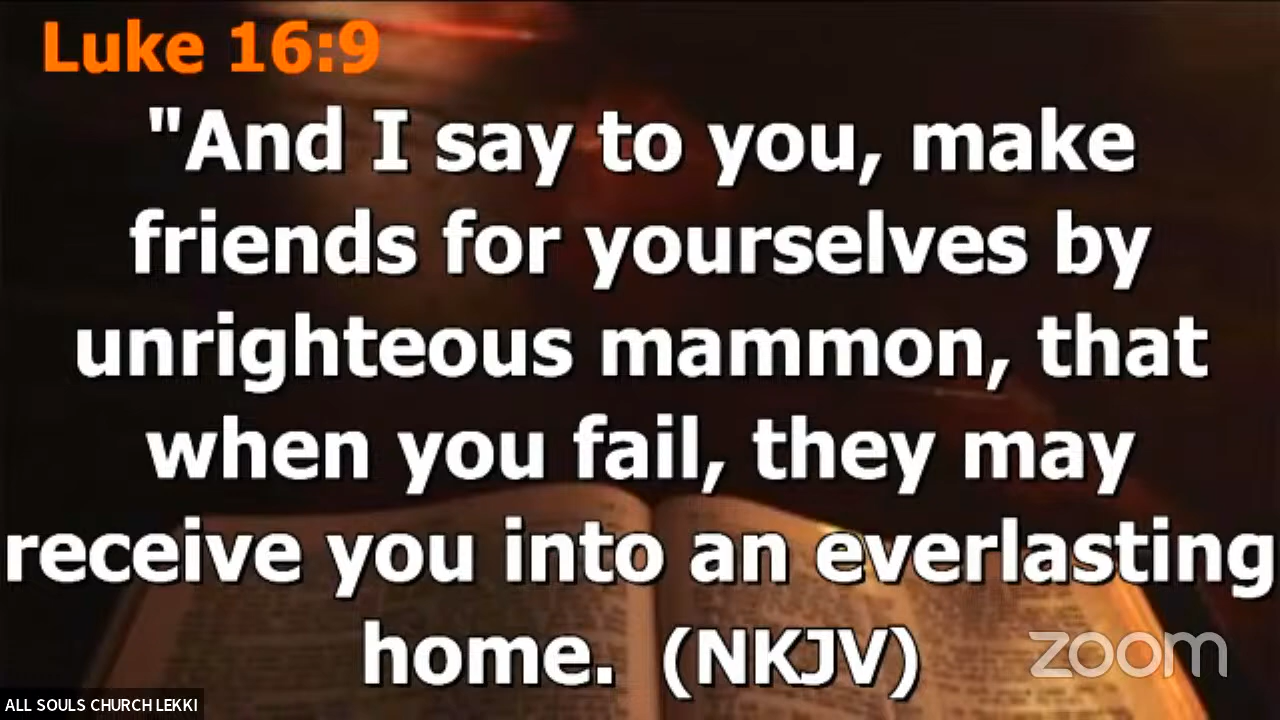 Luke 16:9
"And I say to you, make
friends for yourselves by
unrighteous mammon, that
when you fail, they may
receive you into an everlasting
home. (NKJV)
zoom
ALL SOULS CHURCH LEKKI